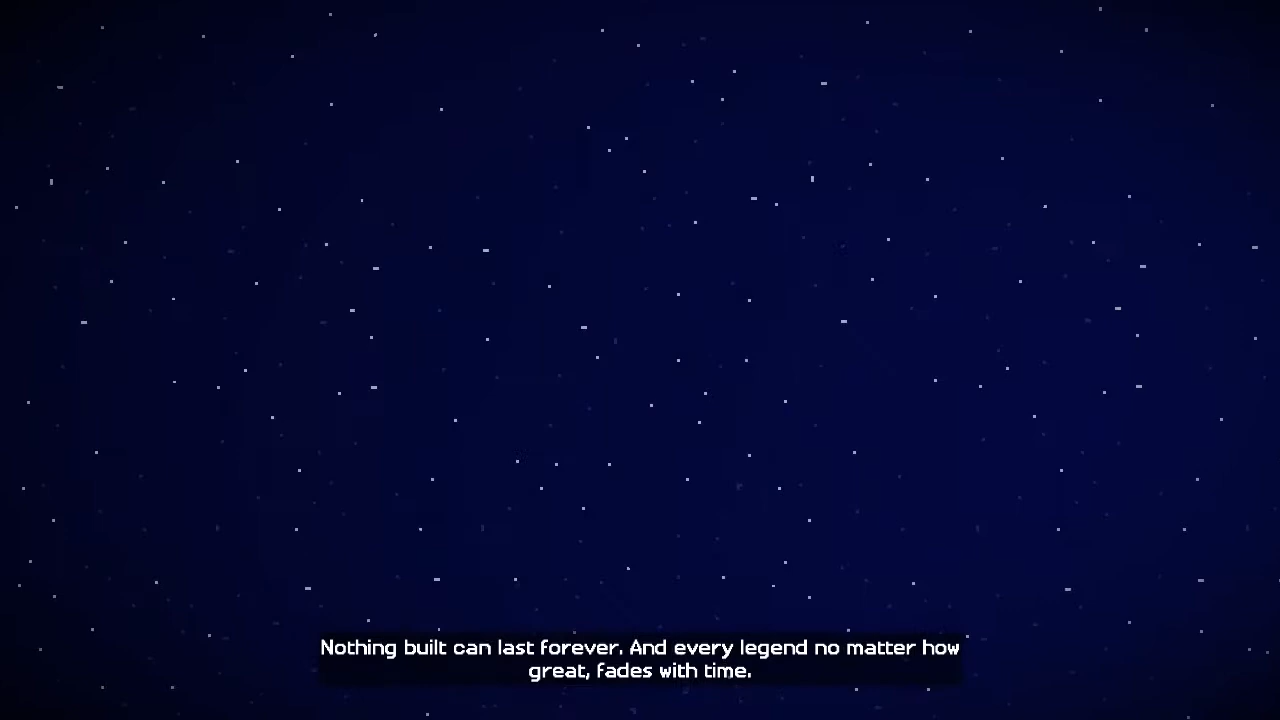 Nothing built can last forever. And every legend no matter how
great, fades with time.